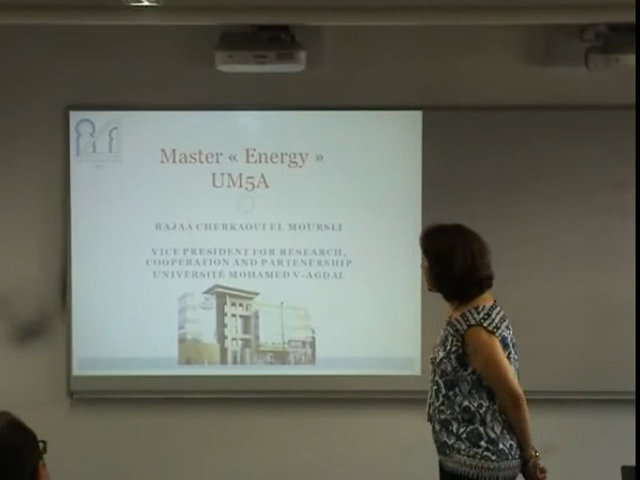 Master « Energy »
UM5A
RAJAA CHERKAOUI EL MOURSLI
VICE PRESIDENT FOR RESEARCH,
COOPERATION AND PARTENERSHIP
UNIVERSITÉ MOHAMED V-AGDAL